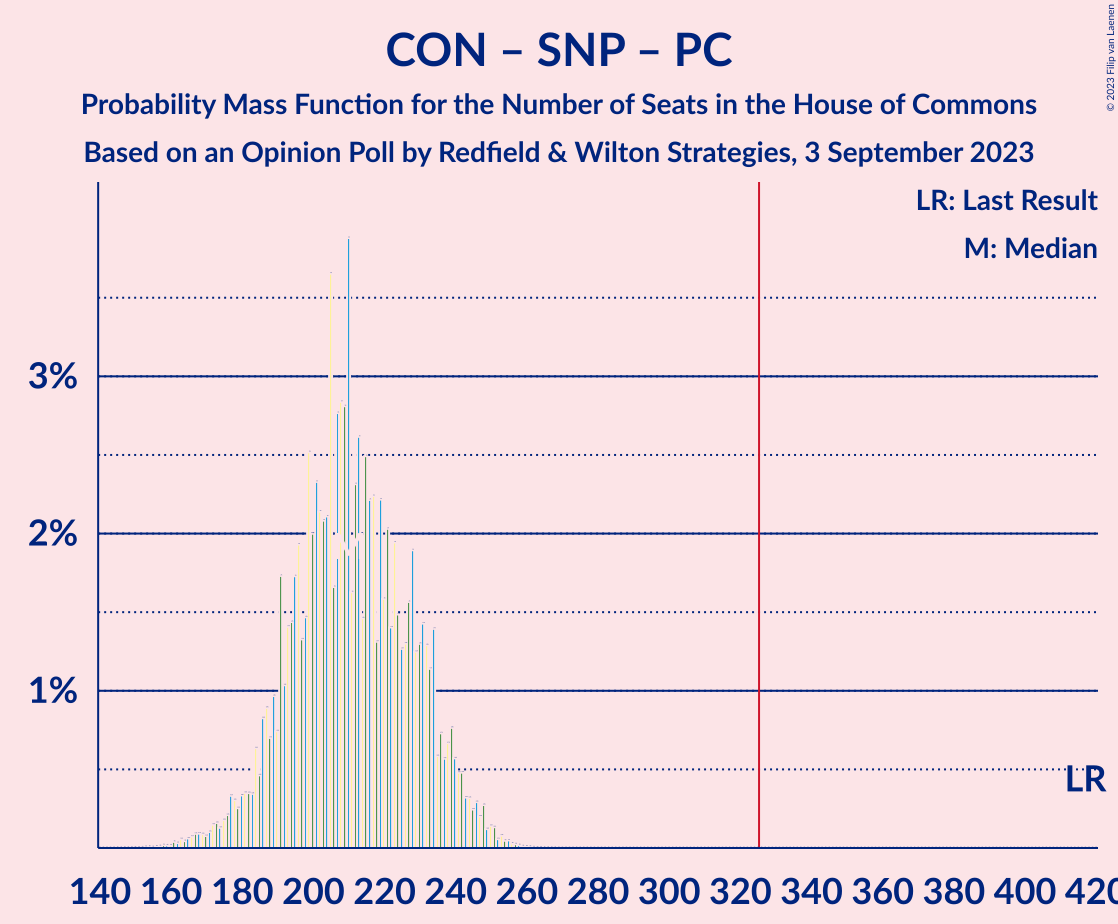 CON – SNP – PC
Probability Mass Function for the Number of Seats in the House of Commons
Based on an Opinion Poll by Redfield & Wilton Strategies, 3 September 2023
© 2023 Filip van Laenen
LR: Last Result
M: Median
3%
2%
1%
LR
140 160 180 200 220 240 260 280 300 320 340 360 380 400 420